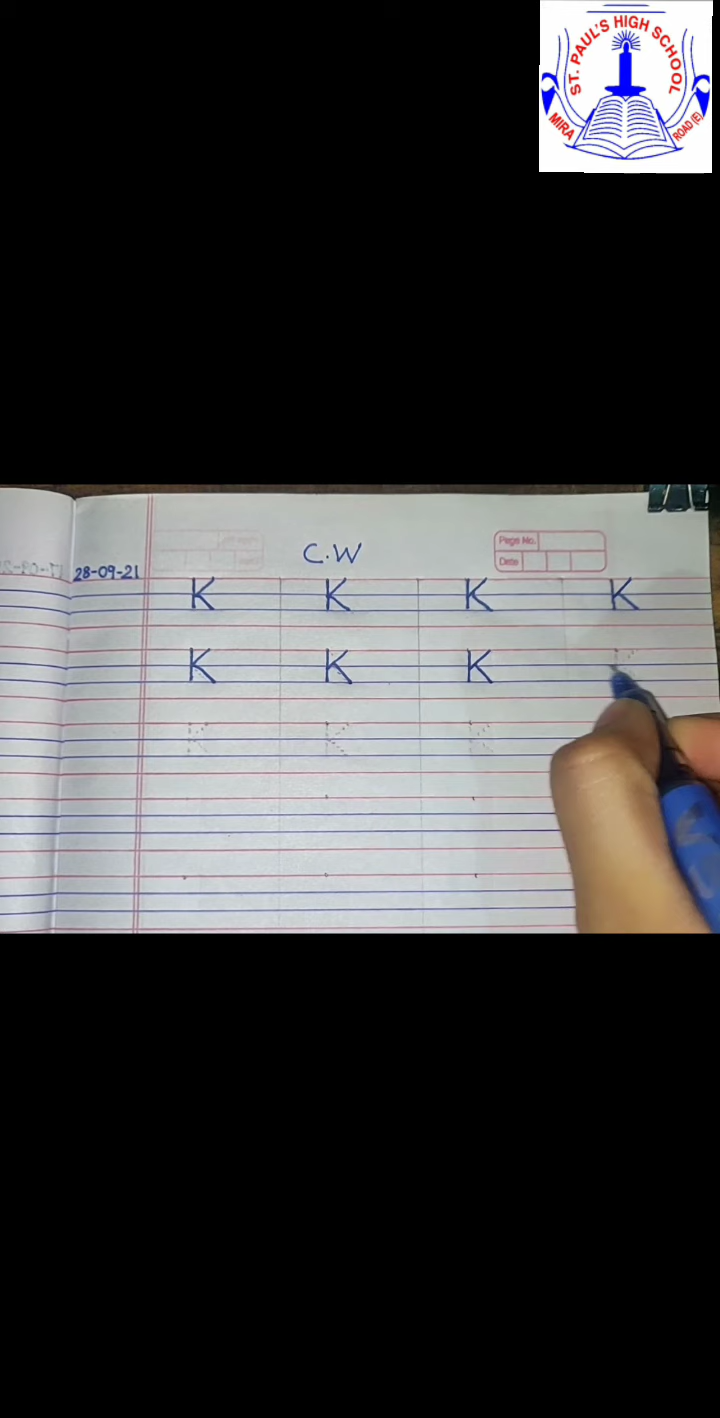 ST. PAUL'S HIGH SCHOOL
MIRA ROAD (E)
C.W
Page No.
Date
28-09-21
K K K K
K K K K
K K K